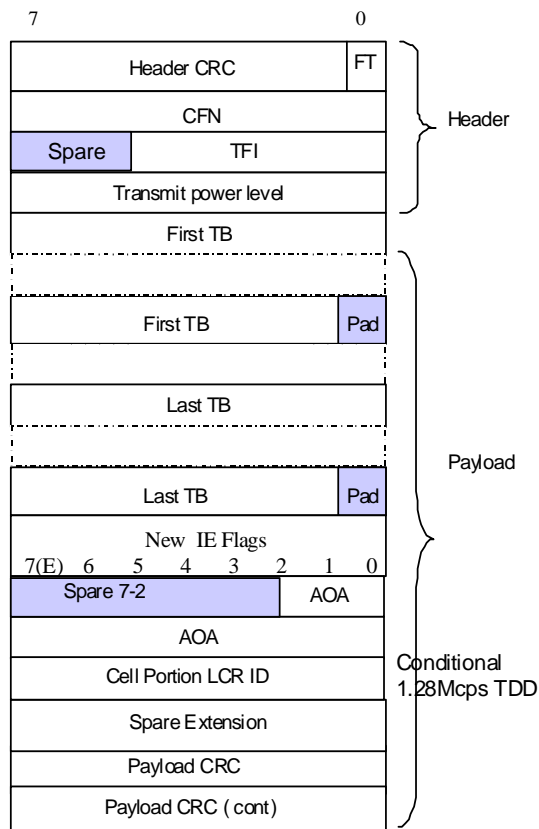 7 0
Header CRC FT
CFN
Header
Spare TFI
Transmit power level
First TB
First TB Pad
Last TB
Payload
Last TB Pad
New IE Flags
7(E) 6 5 4 3 2 1 0
Spare 7-2 AOA
AOA
Conditional
1.28Mcps TDD
Cell Portion LCR ID
Spare Extension
Payload CRC
Payload CRC ( cont)